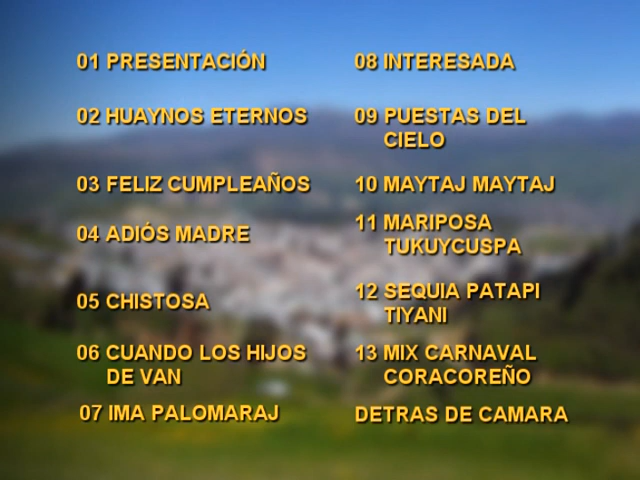 01 PRESENTACIÓN
02 HUAYNOS ETERNOS
03 FELIZ CUMPLEAÑOS
04 ADIÓS MADRE
05 CHISTOSA
06 CUANDO LOS HIJOS
DE VAN
07 IMA PALOMARAJ
08 INTERESADA
09 PUESTAS DEL
CIELO
10 MAYTAJ MAYTAJ
11 MARIPOSA
TUKUYCUSPA
12 SEQUIA PATAPI
TIYANI
13 MIX CARNAVAL
CORACOREÑO
DETRAS DE CAMARA